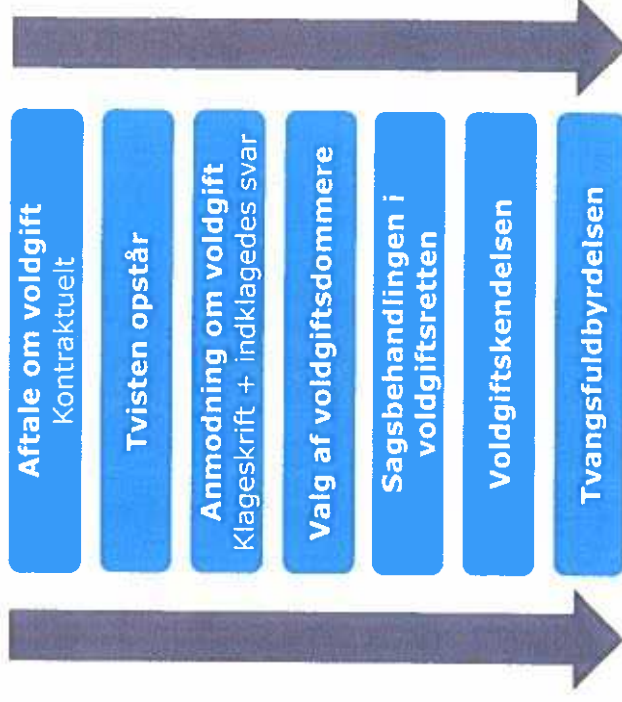 Aftale om voldgift
Kontraktuelt
Tvisten opstår
Anmodning om voldgift
Klageskrift + indklagedes svar
Valg af voldgiftsdommere
Sagsbehandlingen i
voldgiftsretten
Voldgiftskendelsen
Tvangsfuldbyrdelsen